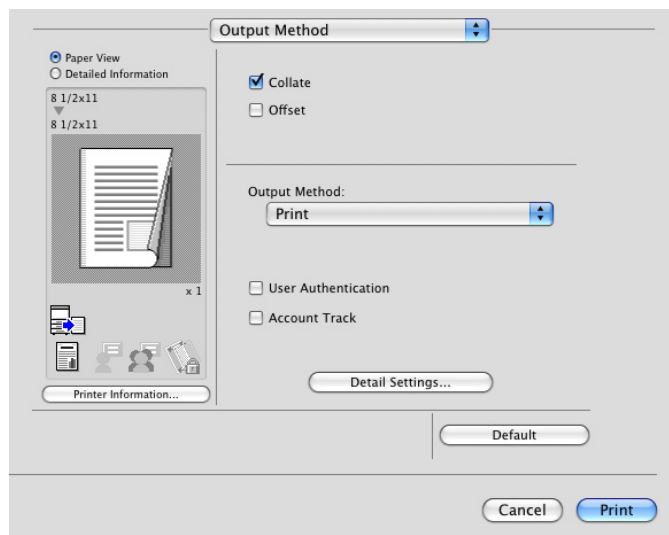 Output Method
Paper View
Detailed Information
8 1/2x11
8 1/2x11
x 1
Printer Information...
Collate
Offset
Output Method:
Print
User Authentication
Account Track
Detail Settings...
Default
Cancel
Print